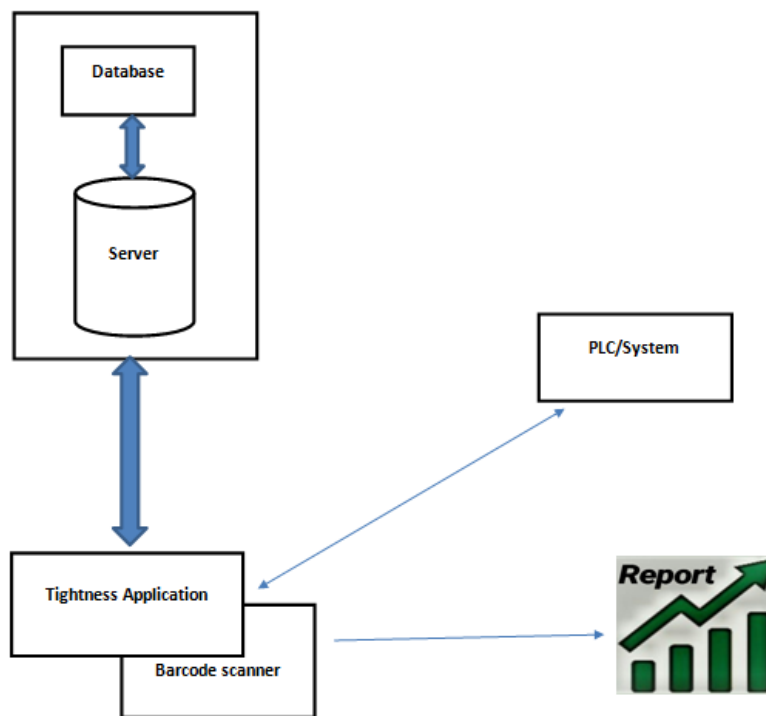 Database
Server
PLC/System
Tightness Application
Report
Barcode scanner